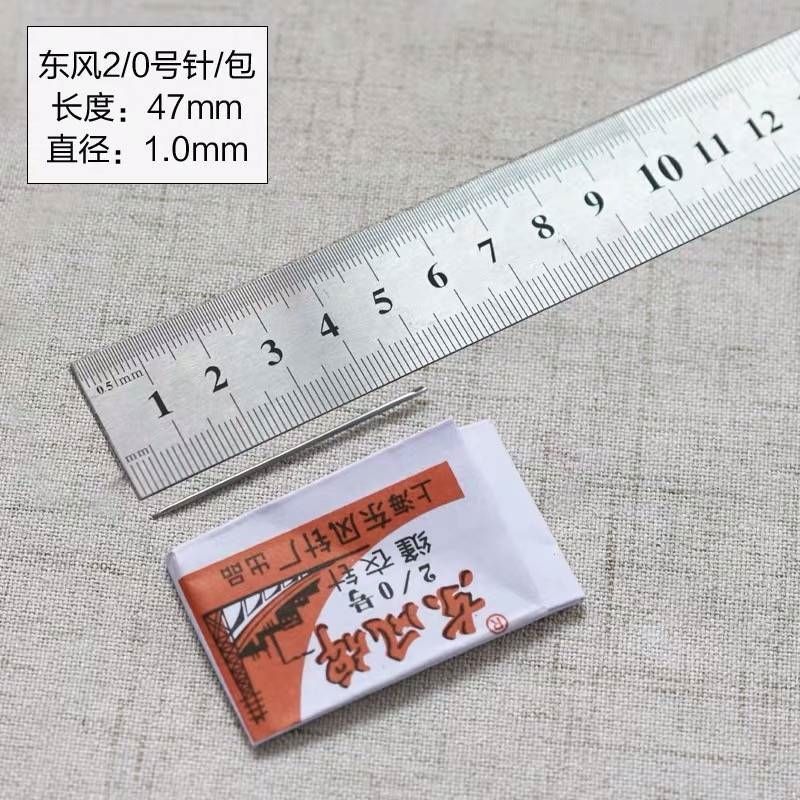 东风2/0号针/包
长度：47mm
直径：1.0mm
0.5 mm
1 2 3 4 5 6 7 8 9 10 11 12
mm
东风牌®
2/0号
缝衣针
上海东风针厂出品